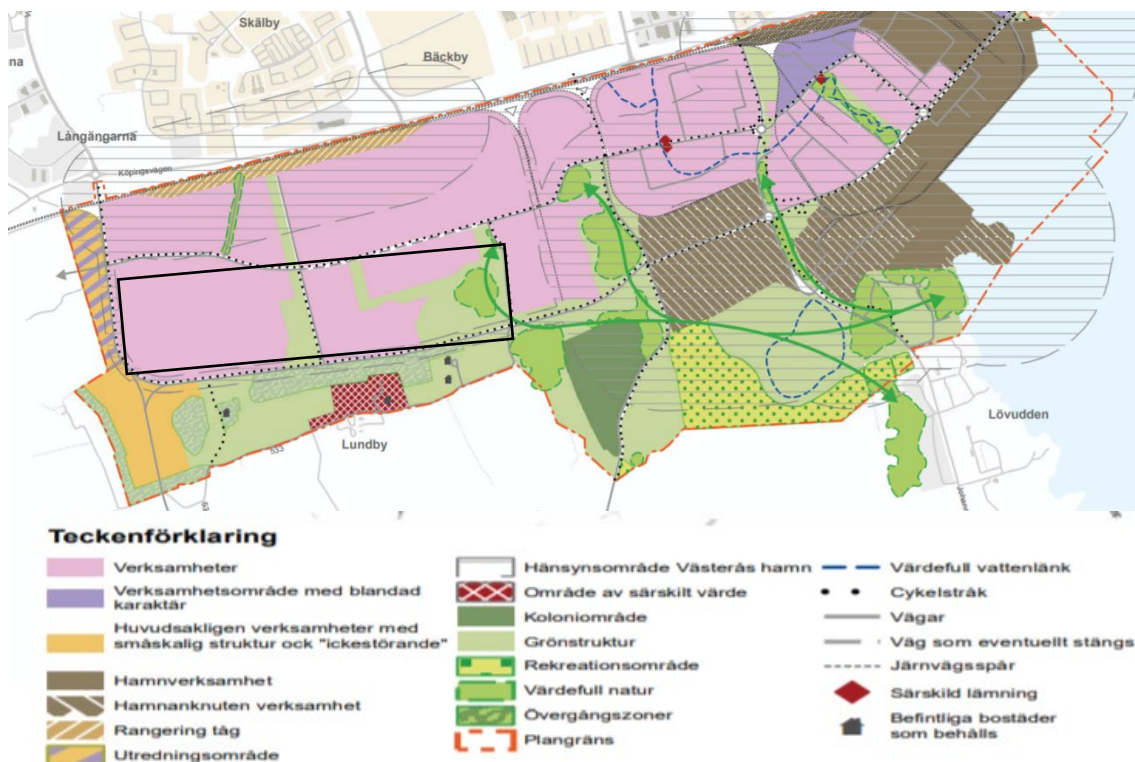 Skälby
Bäckby
na
Långängarna
Köpingsvägen
Lövudden
Lundby
533
Teckenförklaring
Verksamheter
Verksamhetsområde med blandad
karaktär
Huvudsakligen verksamheter med
småskalig struktur ock "ickestörande"
Hamnverksamhet
Hamnanknuten verksamhet
Rangering tåg
Utredningsområde
Hänsynsområde Västerås hamn
Område av särskilt värde
Koloniområde
Grönstruktur
Rekreationsområde
Värdefull natur
Övergångszoner
Plangräns
Värdefull vattenlänk
Cykelstråk
Vägar
Väg som eventuellt stängs
Järnvägsspår
Särskild lämning
Befintliga bostäder
som behålls